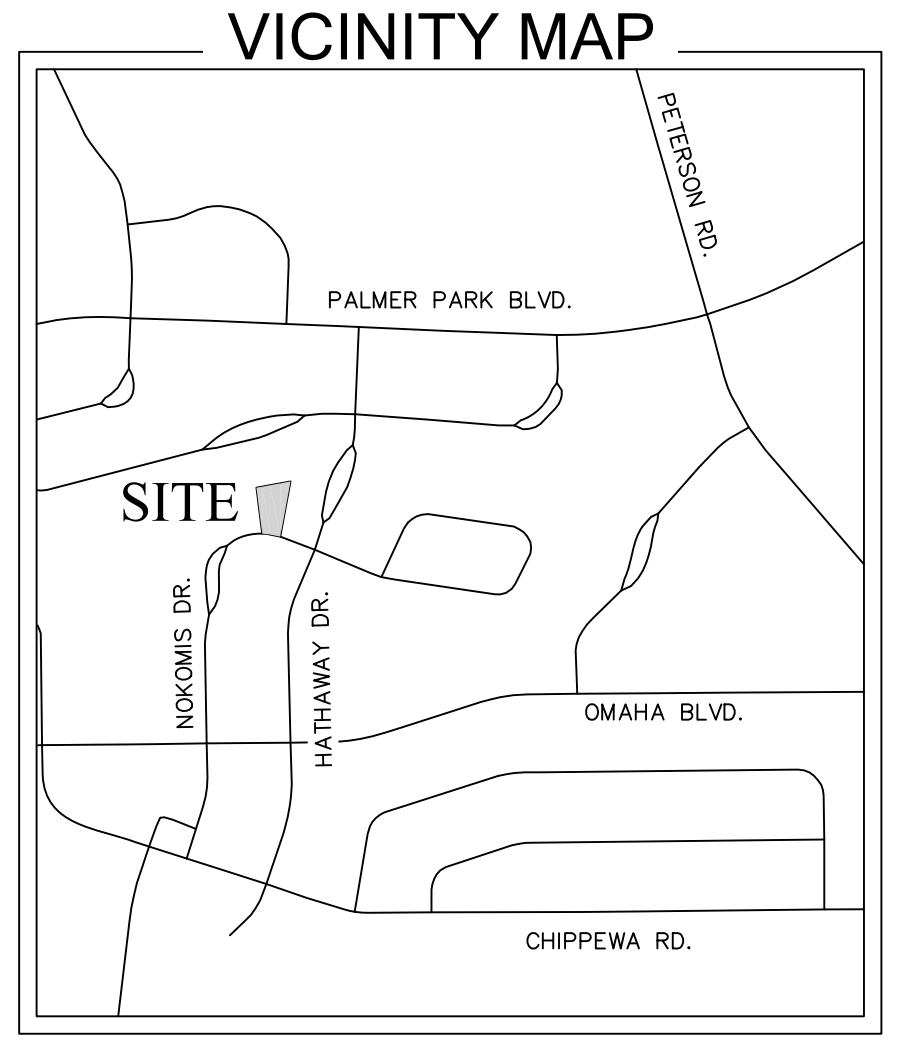 VICINITY MAP
PETERSON RD.
PALMER PARK BLVD.
SITE
NOKOMIS DR.
HATHAWAY DR.
OMAHA BLVD.
CHIPPEWA RD.